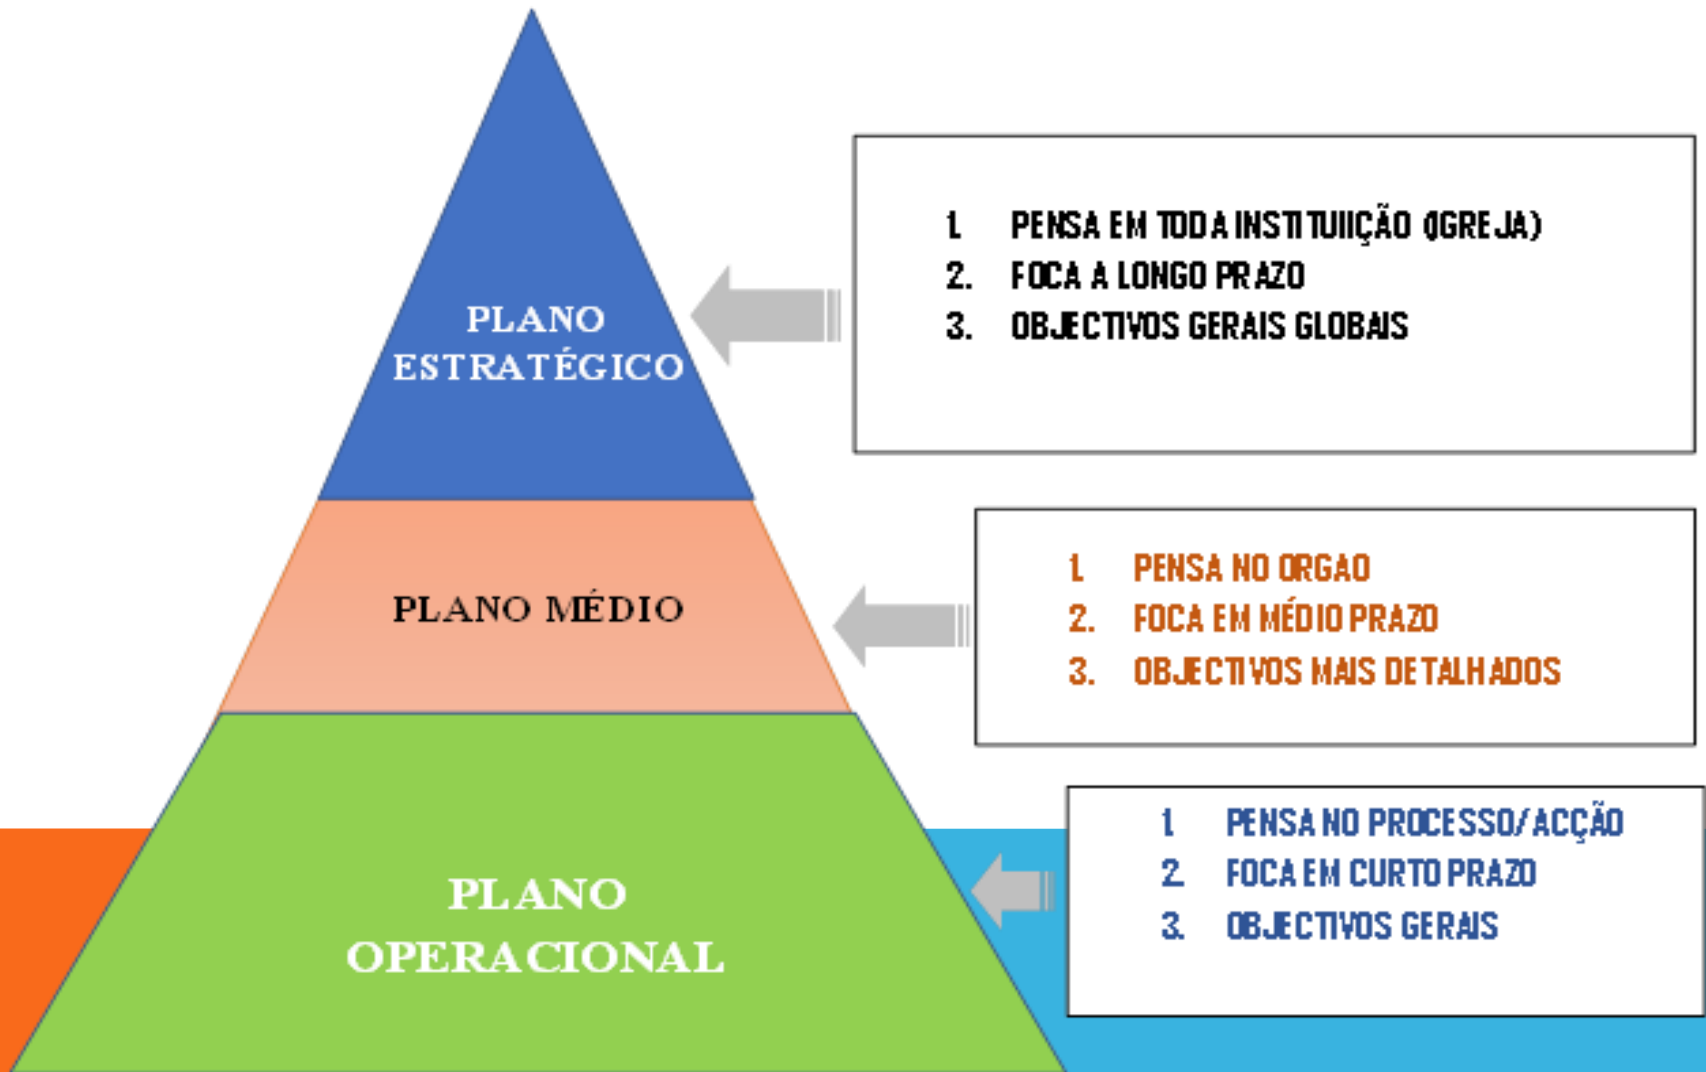 PLANO
ESTRATÉGICO
1. PENSA EM TODA INSTITUIIÇÃO (IGREJA)
2. FOCA A LONGO PRAZO
3. OBJECTIVOS GERAIS GLOBAIS
PLANO MÉDIO
1. PENSA NO ORGAO
2. FOCA EM MÉDIO PRAZO
3. OBJECTIVOS MAIS DETALHADOS
PLANO
OPERACIONAL
1. PENSA NO PROCESSO/ACÇÃO
2. FOCA EM CURTO PRAZO
3. OBJECTIVOS GERAIS